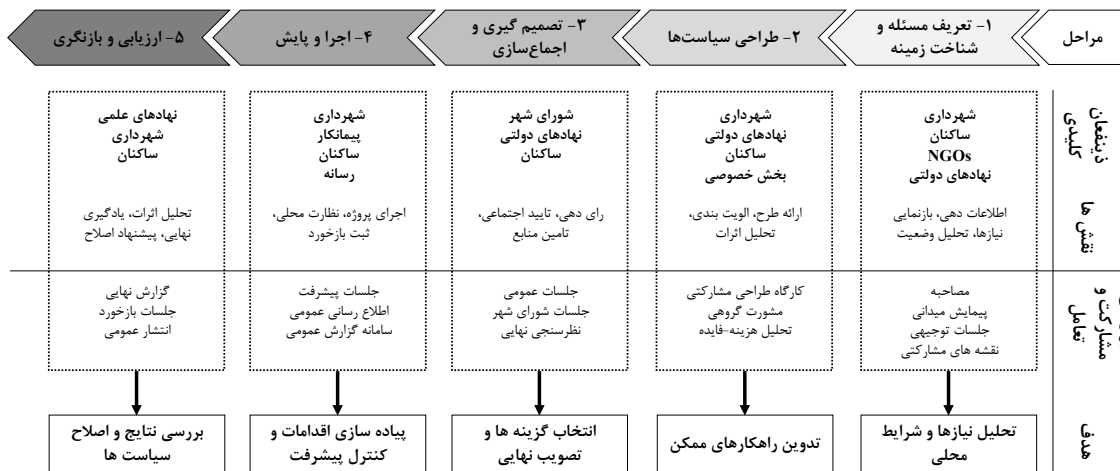 مراحل
۱- تعریف مسئله و
شناخت زمینه
۲- طراحی سیاست‌ها
۳- تصمیم گیری و
اجماع‌سازی
۴- اجرا و پایش
۵- ارزیابی و بازنگری
ذینفعان
کلیدی
شهرداری
ساکنان
NGOs
نهادهای دولتی
شهرداری
نهادهای دولتی
ساکنان
بخش خصوصی
شورای شهر
نهادهای دولتی
ساکنان
شهرداری
پیمانکار
ساکنان
رسانه
نهادهای علمی
شهرداری
ساکنان
نقش ها
اطلاعات دهی، بازنمایی
نیازها، تحلیل وضعیت
ارائه طرح، الویت بندی،
تحلیل اثرات
رای دهی، تایید اجتماعی،
تامین منابع
اجرای پروژه، نظارت محلی،
ثبت بازخورد
تحلیل اثرات، یادگیری
نهایی، پیشنهاد اصلاح
مشارکت و
تعامل
مصاحبه
پیمایش میدانی
جلسات توجیهی
نقشه های مشارکتی
کارگاه طراحی مشارکتی
مشورت گروهی
تحلیل هزینه-فایده
جلسات عمومی
جلسات شورای شهر
نظرسنجی نهایی
جلسات پیشرفت
اطلاع رسانی عمومی
سامانه گزارش عمومی
گزارش نهایی
جلسات بازخورد
انتشار عمومی
هدف
تحلیل نیازها و شرایط
محلی
تدوین راهکارهای ممکن
انتخاب گزینه ها و
تصویب نهایی
پیاده سازی اقدامات و
کنترل پیشرفت
بررسی نتایج و اصلاح
سیاست ها